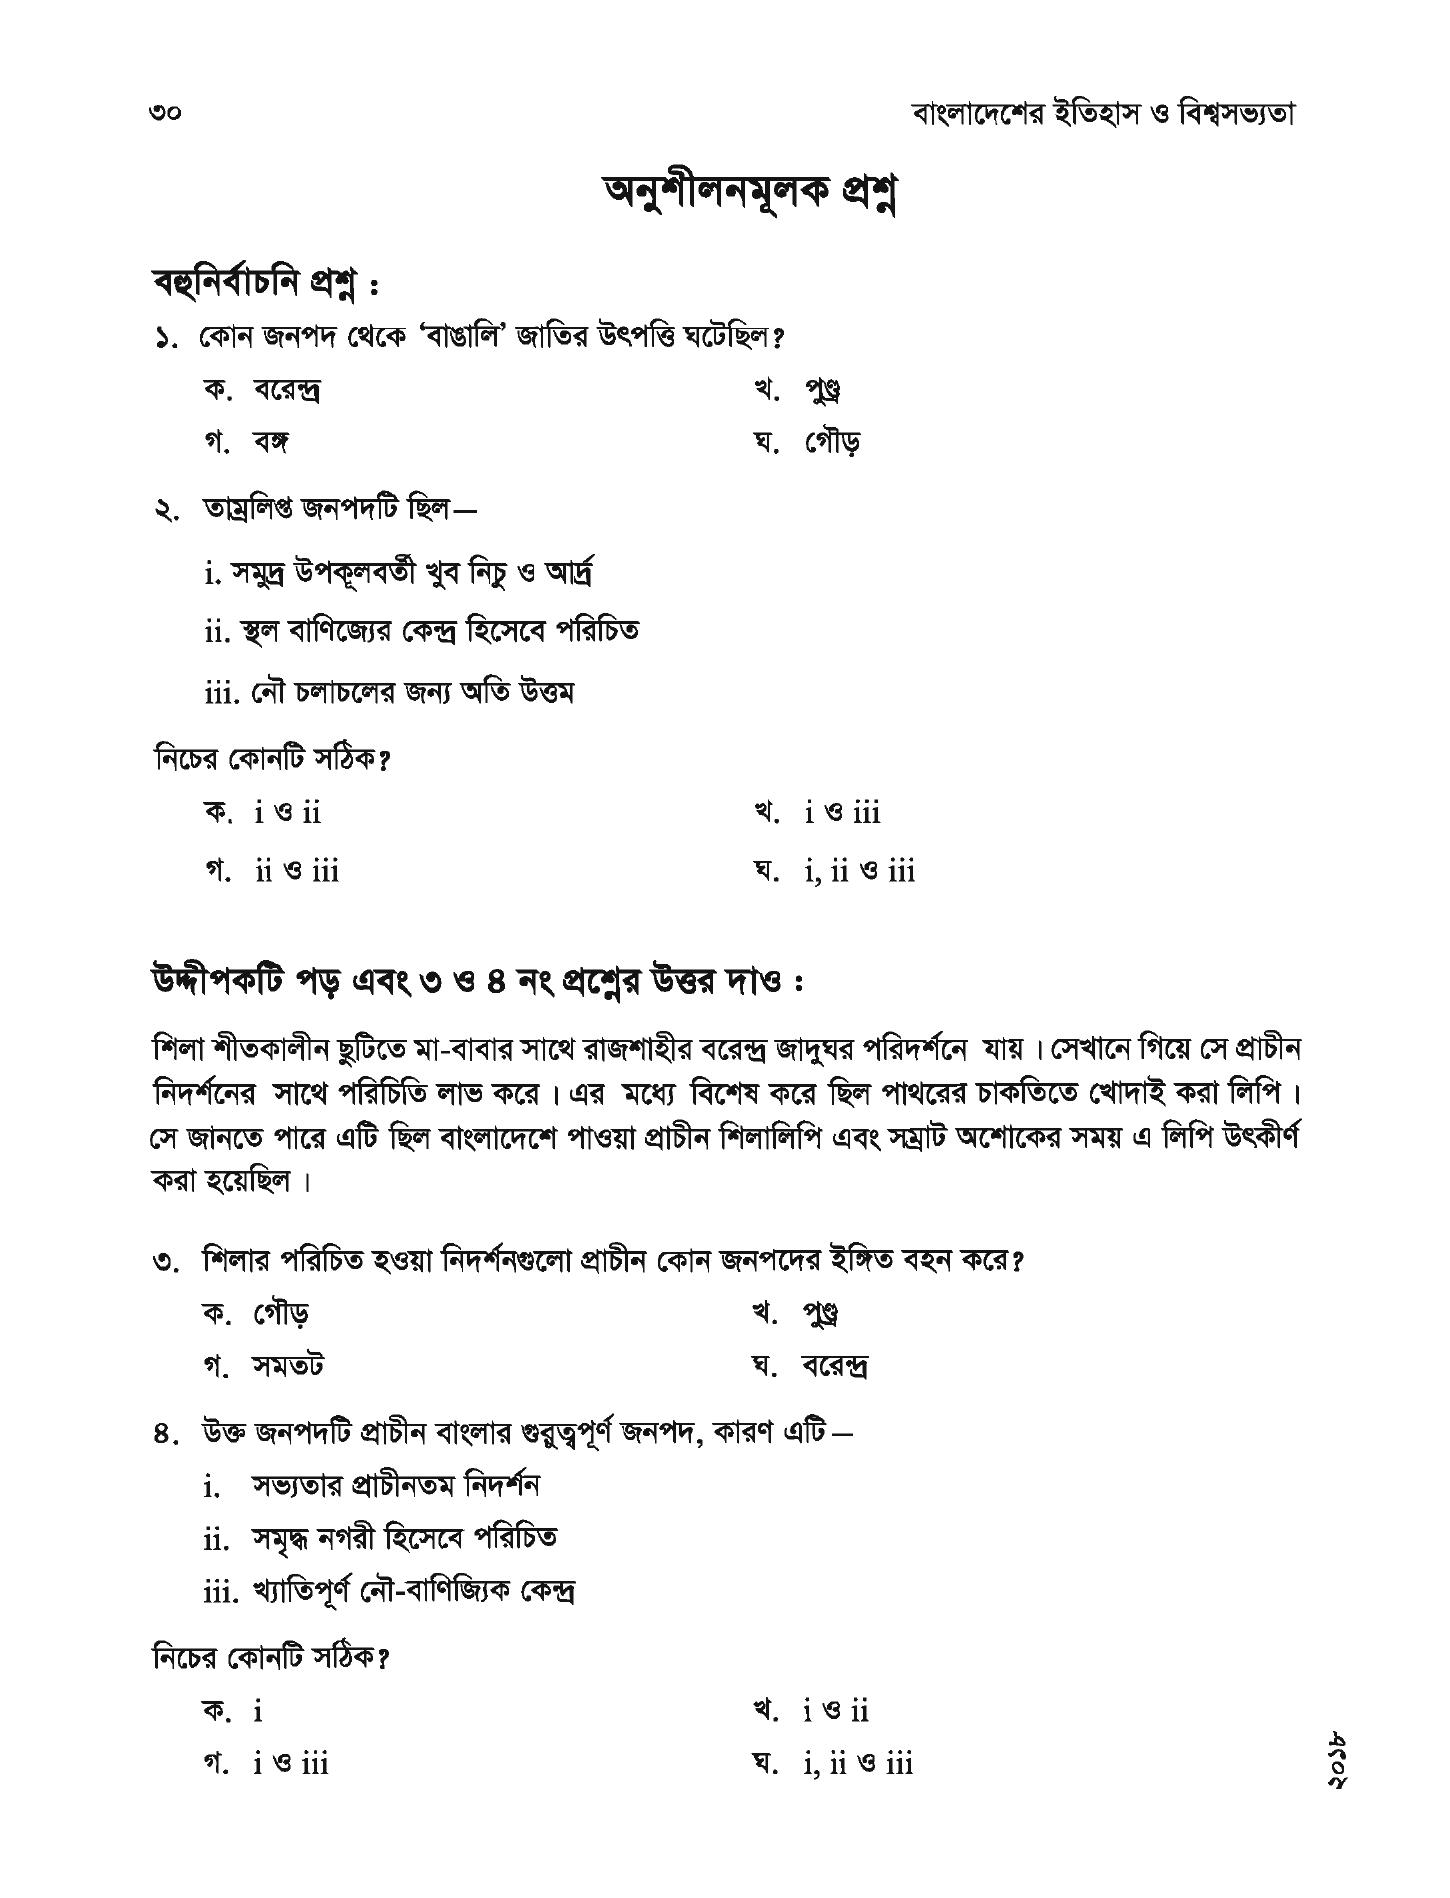 ৩০ বাংলাদেশের ইতিহাস ও বিশ্বসভ্যতা
অনুশীলনমূলক প্রশ্ন
বহুনির্বাচনি প্রশ্ন :
১. কোন জনপদ থেকে ‘বাঙালি’ জাতির উৎপত্তি ঘটেছিল?
ক. বরেন্দ্র খ. পুণ্ড্র
গ. বঙ্গ ঘ. গৌড়
২. তাম্রলিপ্ত জনপদটি ছিল—
i. সমুদ্র উপকূলবর্তী খুব নিচু ও আর্দ্র
ii. স্থল বাণিজ্যের কেন্দ্র হিসেবে পরিচিত
iii. নৌ চলাচলের জন্য অতি উত্তম
নিচের কোনটি সঠিক?
ক. i ও ii খ. i ও iii
গ. ii ও iii ঘ. i, ii ও iii
উদ্দীপকটি পড় এবং ৩ ও ৪ নং প্রশ্নের উত্তর দাও :
শিলা শীতকালীন ছুটিতে মা-বাবার সাথে রাজশাহীর বরেন্দ্র জাদুঘর পরিদর্শনে যায় । সেখানে গিয়ে সে প্রাচীন
নিদর্শনের সাথে পরিচিতি লাভ করে । এর মধ্যে বিশেষ করে ছিল পাথরের চাকতিতে খোদাই করা লিপি ।
সে জানতে পারে এটি ছিল বাংলাদেশে পাওয়া প্রাচীন শিলালিপি এবং সম্রাট অশোকের সময় এ লিপি উৎকীর্ণ
করা হয়েছিল ।
৩. শিলার পরিচিত হওয়া নিদর্শনগুলো প্রাচীন কোন জনপদের ইঙ্গিত বহন করে?
ক. গৌড় খ. পুণ্ড্র
গ. সমতট ঘ. বরেন্দ্র
৪. উক্ত জনপদটি প্রাচীন বাংলার গুরুত্বপূর্ণ জনপদ, কারণ এটি —
i. সভ্যতার প্রাচীনতম নিদর্শন
ii. সমৃদ্ধ নগরী হিসেবে পরিচিত
iii. খ্যাতিপূর্ণ নৌ-বাণিজ্যিক কেন্দ্র
নিচের কোনটি সঠিক?
ক. i খ. i ও ii
গ. i ও iii ঘ. i, ii ও iii
২০১৮